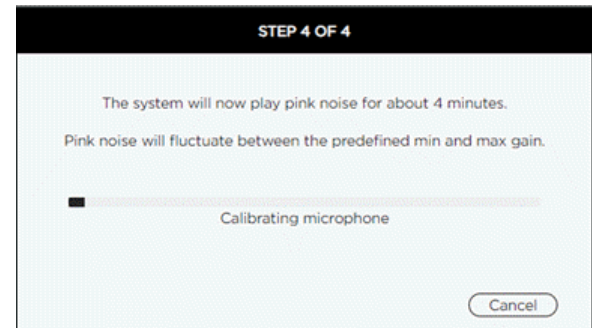 STEP 4 OF 4
The system will now play pink noise for about 4 minutes.
Pink noise will fluctuate between the predefined min and max gain.
Calibrating microphone
Cancel